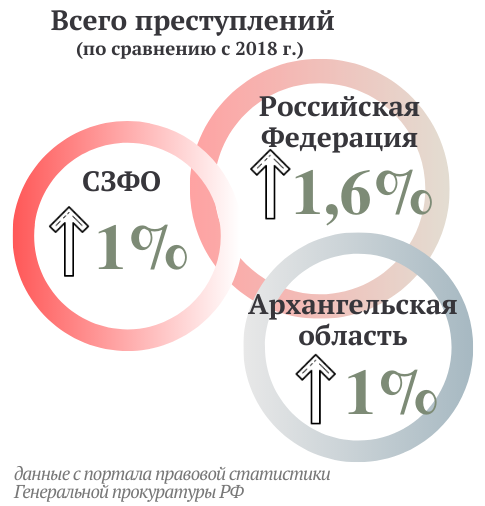 Всего преступлений
(по сравнению с 2018 г.)
Российская
Федерация
1,6%
СЗФО
1%
Архангельская
область
1%
данные с портала правовой статистики
Генеральной прокуратуры РФ